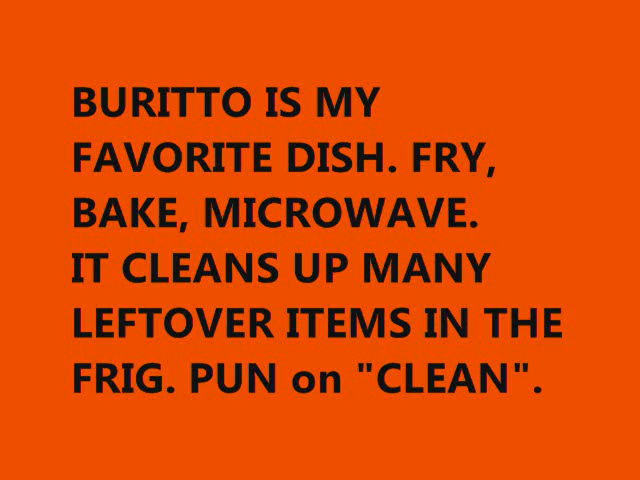 BURITTO IS MY
FAVORITE DISH. FRY,
BAKE, MICROWAVE.
IT CLEANS UP MANY
LEFTOVER ITEMS IN THE
FRIG. PUN on "CLEAN".